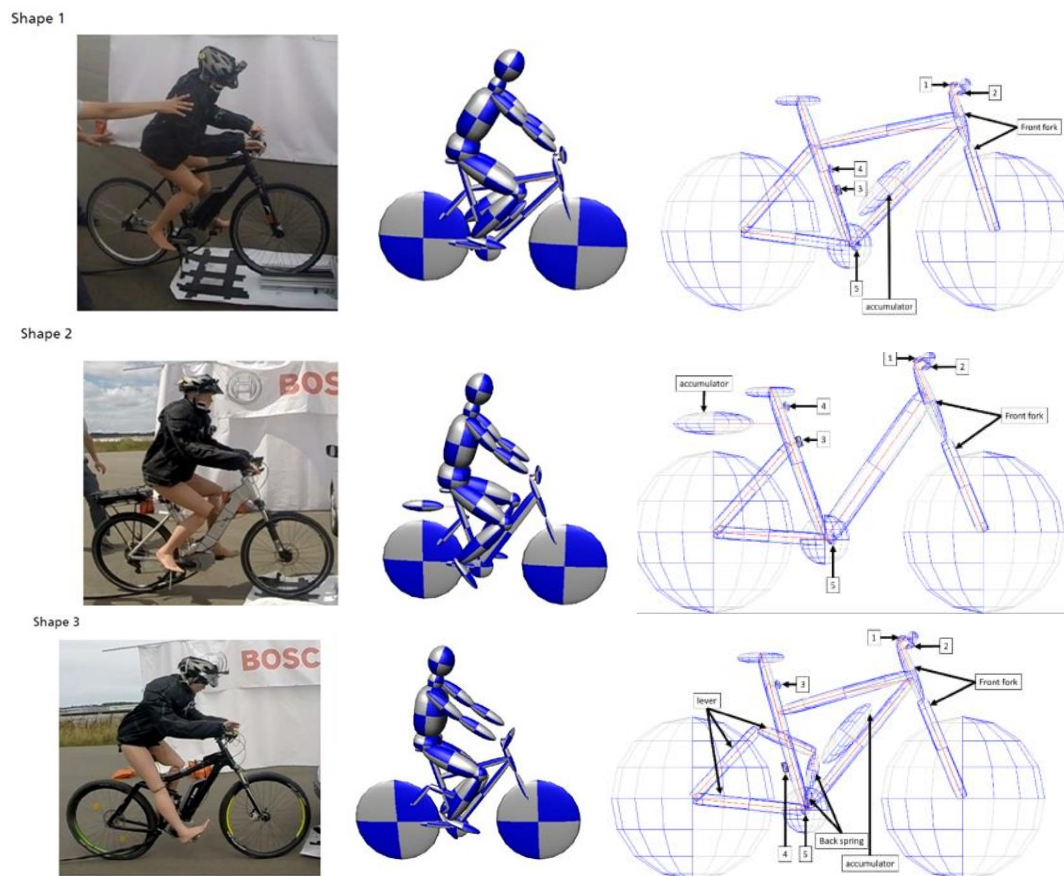 Shape 1
1
2
Front fork
4
3
5
accumulator
Shape 2
BOSC
accumulator
1
2
4
3
Front fork
5
Shape 3
BOSC
1
2
3
Front fork
lever
4
5
Back spring
accumulator